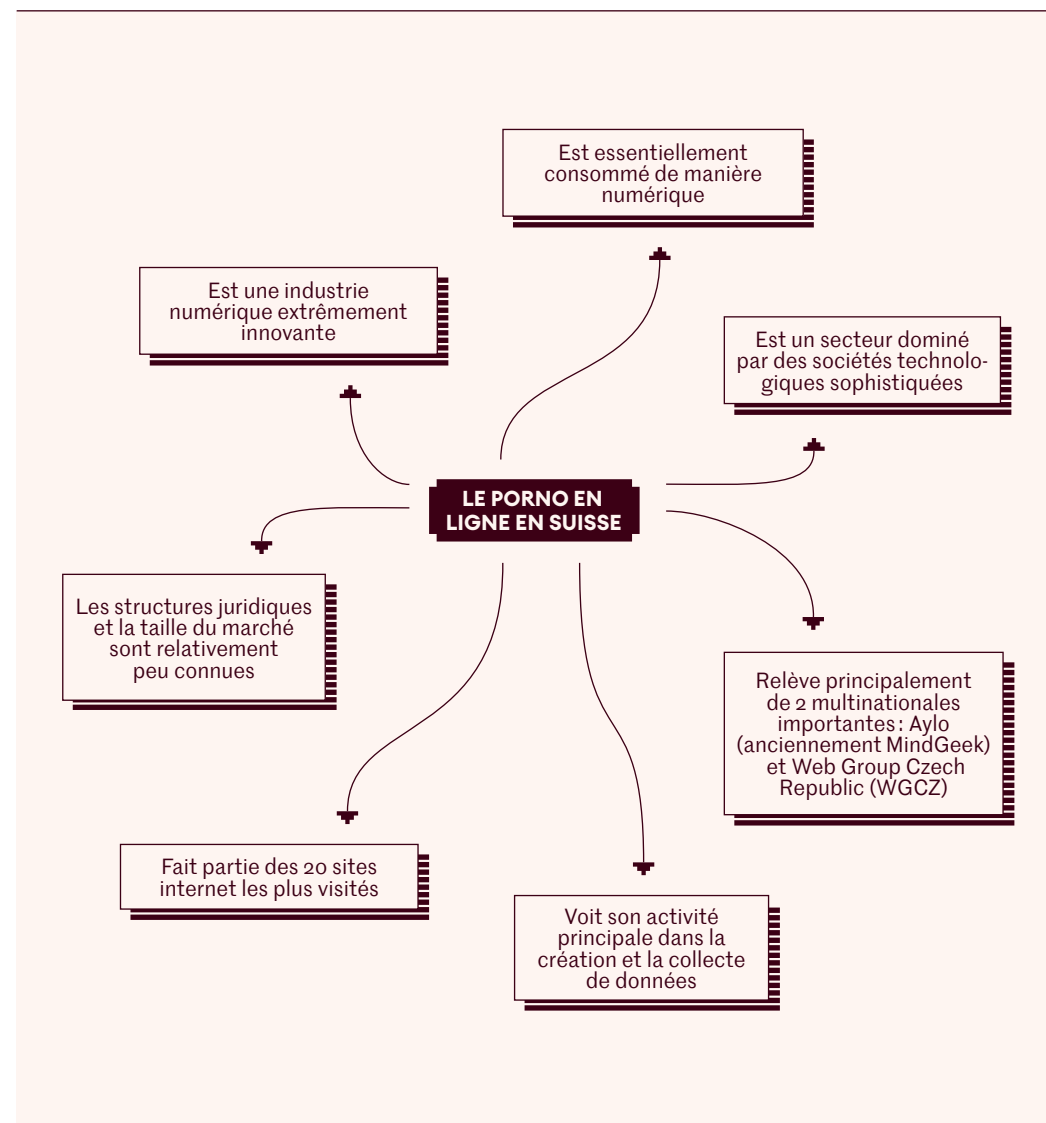 Est essentiellement
consommé de manière
numérique
Est une industrie
numérique extrêmement
innovante
Est un secteur dominé
par des sociétés technolo-
giques sophistiquées
LE PORNO EN
LIGNE EN SUISSE
Les structures juridiques
et la taille du marché
sont relativement
peu connues
Relève principalement
de 2 multinationales
importantes : Aylo
(anciennement MindGeek)
et Web Group Czech
Republic (WGCZ)
Fait partie des 20 sites
internet les plus visités
Voit son activité
principale dans la
création et la collecte
de données